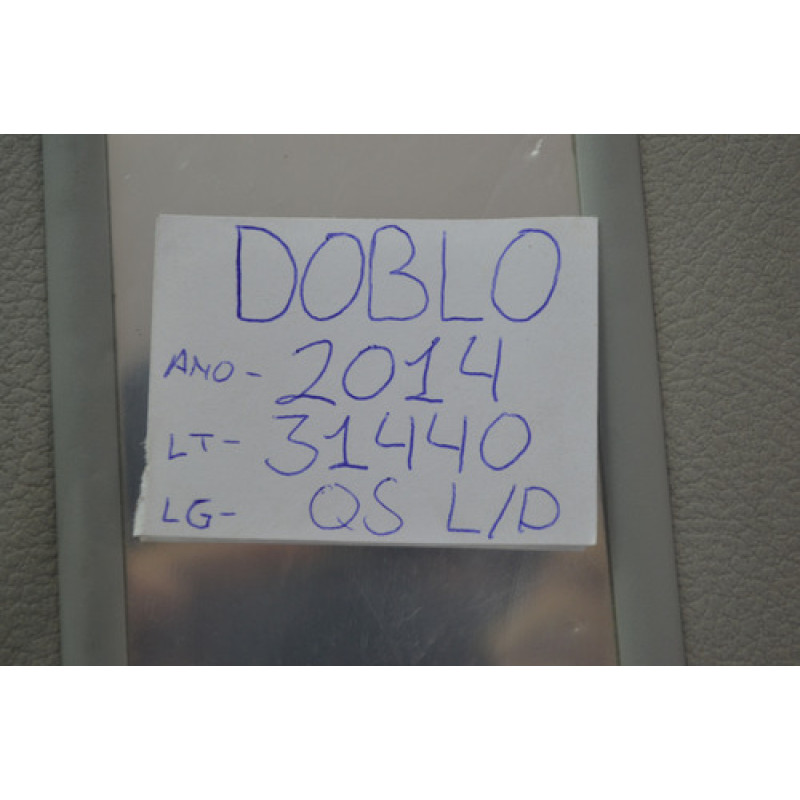 DOBLO
ANO- 2014
LT- 31440
LG- QS L/D